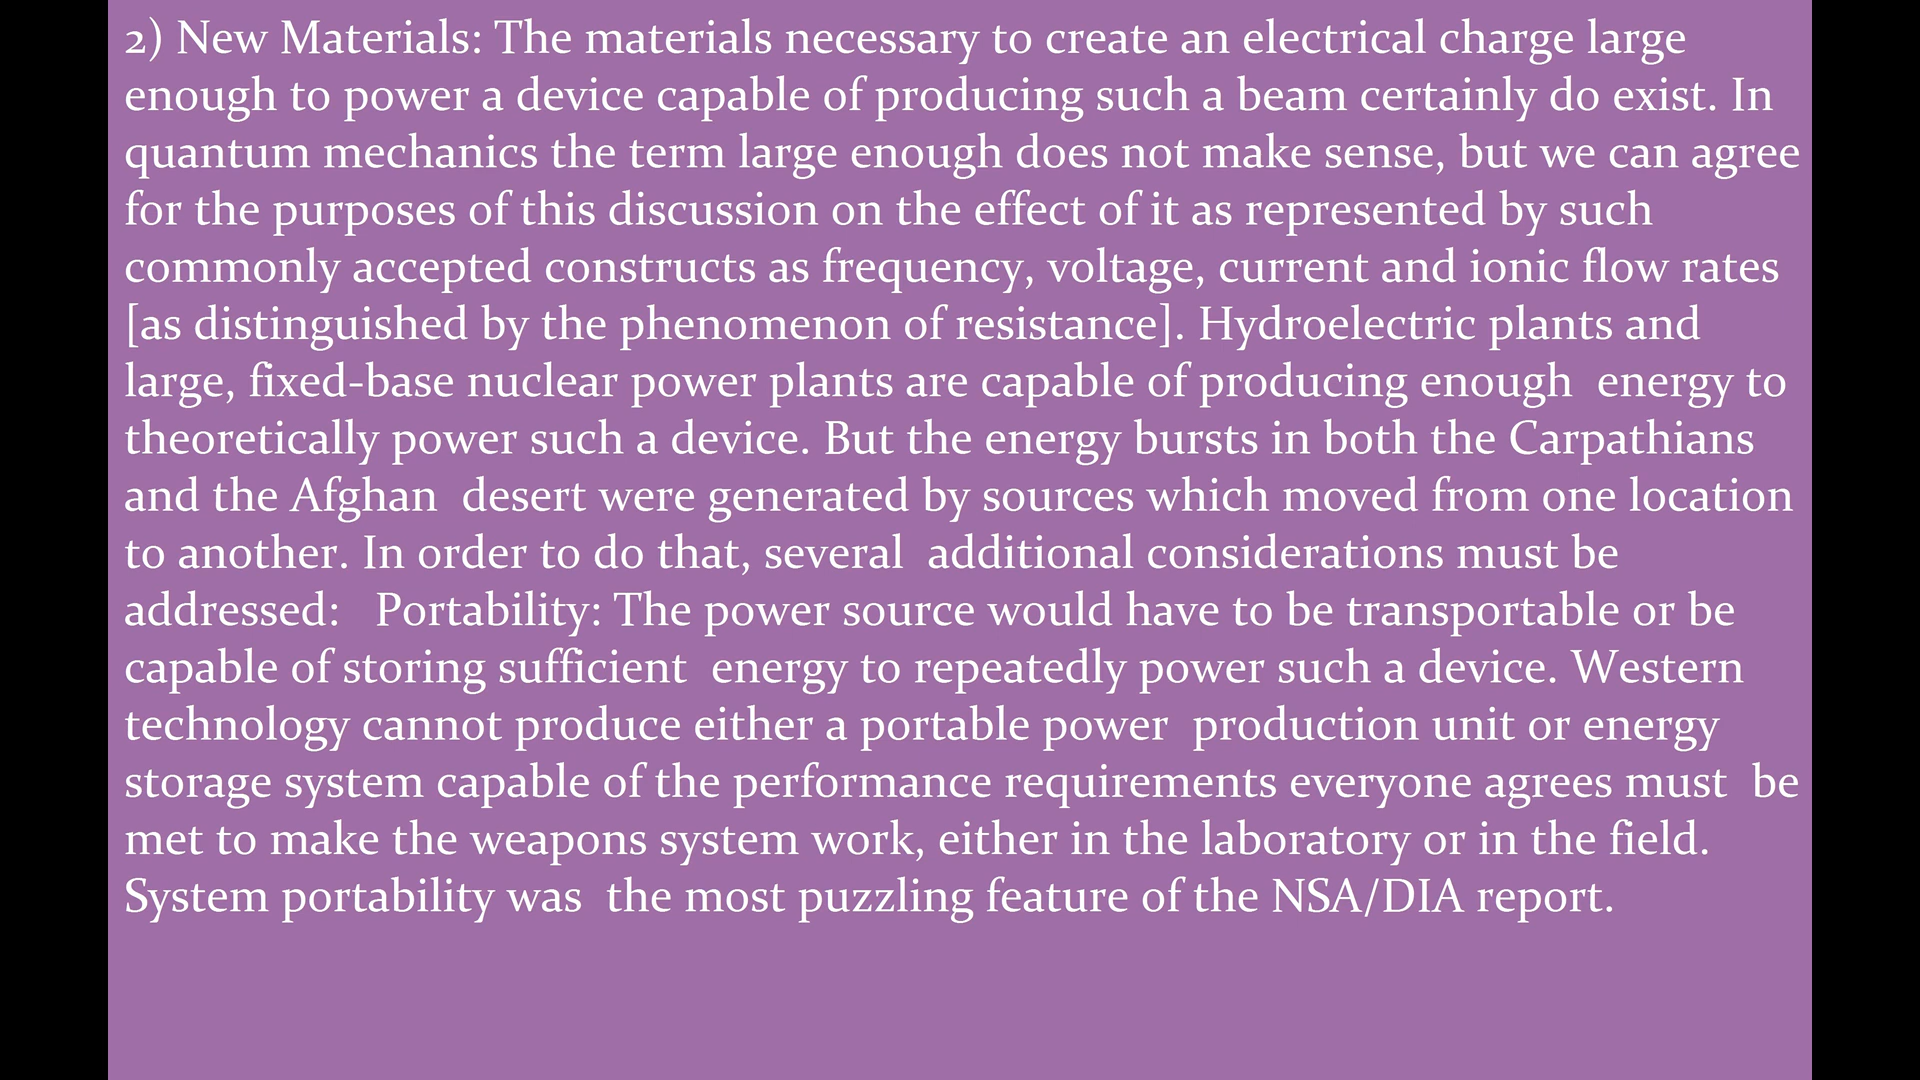 2) New Materials: The materials necessary to create an electrical charge large
enough to power a device capable of producing such a beam certainly do exist. In
quantum mechanics the term large enough does not make sense, but we can agree
for the purposes of this discussion on the effect of it as represented by such
commonly accepted constructs as frequency, voltage, current and ionic flow rates
[as distinguished by the phenomenon of resistance]. Hydroelectric plants and
large, fixed-base nuclear power plants are capable of producing enough  energy to
theoretically power such a device. But the energy bursts in both the Carpathians
and the Afghan  desert were generated by sources which moved from one location
to another. In order to do that, several  additional considerations must be
addressed:   Portability: The power source would have to be transportable or be
capable of storing sufficient  energy to repeatedly power such a device. Western
technology cannot produce either a portable power  production unit or energy
storage system capable of the performance requirements everyone agrees must  be
met to make the weapons system work, either in the laboratory or in the field.
System portability was  the most puzzling feature of the NSA/DIA report.